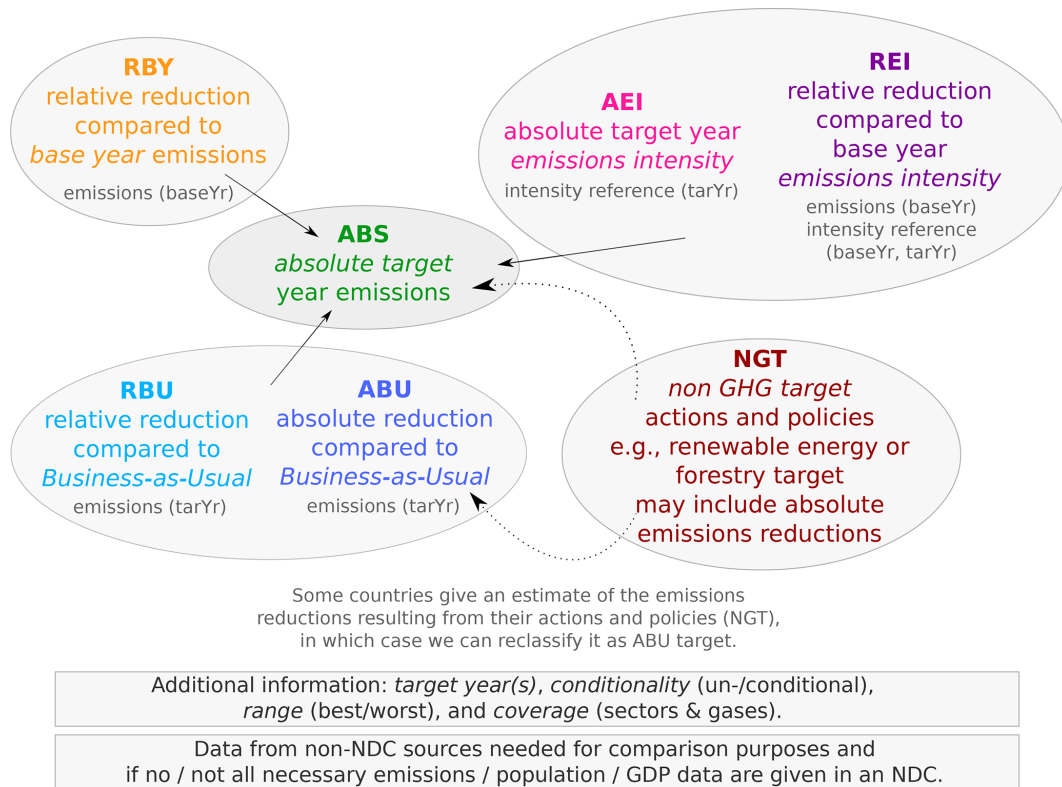 RBY
relative reduction
compared to
base year emissions
emissions (baseYr)
AEI
absolute target year
emissions intensity
intensity reference (tarYr)
REI
relative reduction
compared to
base year
emissions intensity
emissions (baseYr)
intensity reference
(baseYr, tarYr)
ABS
absolute target
year emissions
RBU
relative reduction
compared to
Business-as-Usual
emissions (tarYr)
ABU
absolute reduction
compared to
Business-as-Usual
emissions (tarYr)
NGT
non GHG target
actions and policies
e.g., renewable energy or
forestry target
may include absolute
emissions reductions
Some countries give an estimate of the emissions
reductions resulting from their actions and policies (NGT),
in which case we can reclassify it as ABU target.
Additional information: target year(s), conditionality (un-/conditional),
range (best/worst), and coverage (sectors & gases).
Data from non-NDC sources needed for comparison purposes and
if no / not all necessary emissions / population / GDP data are given in an NDC.